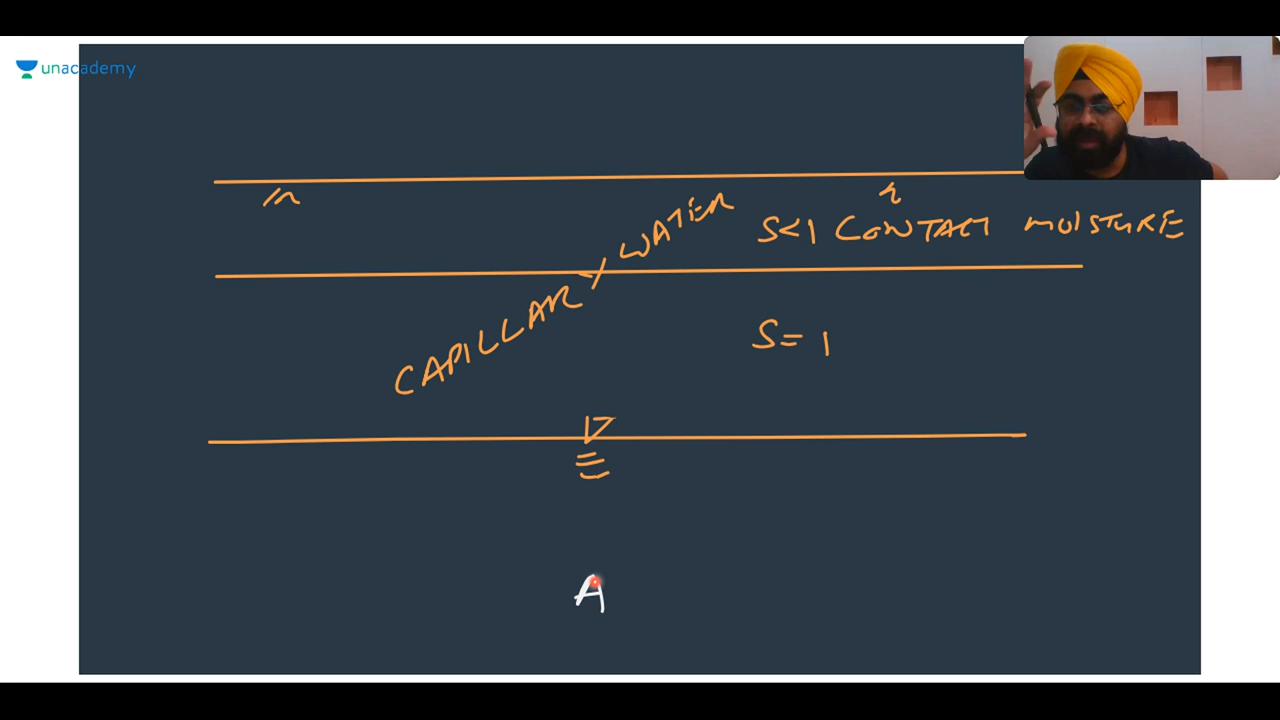 unacademy
S<1 CONTACT MOISTURE
CAPILLARY WATER
S= 1
A